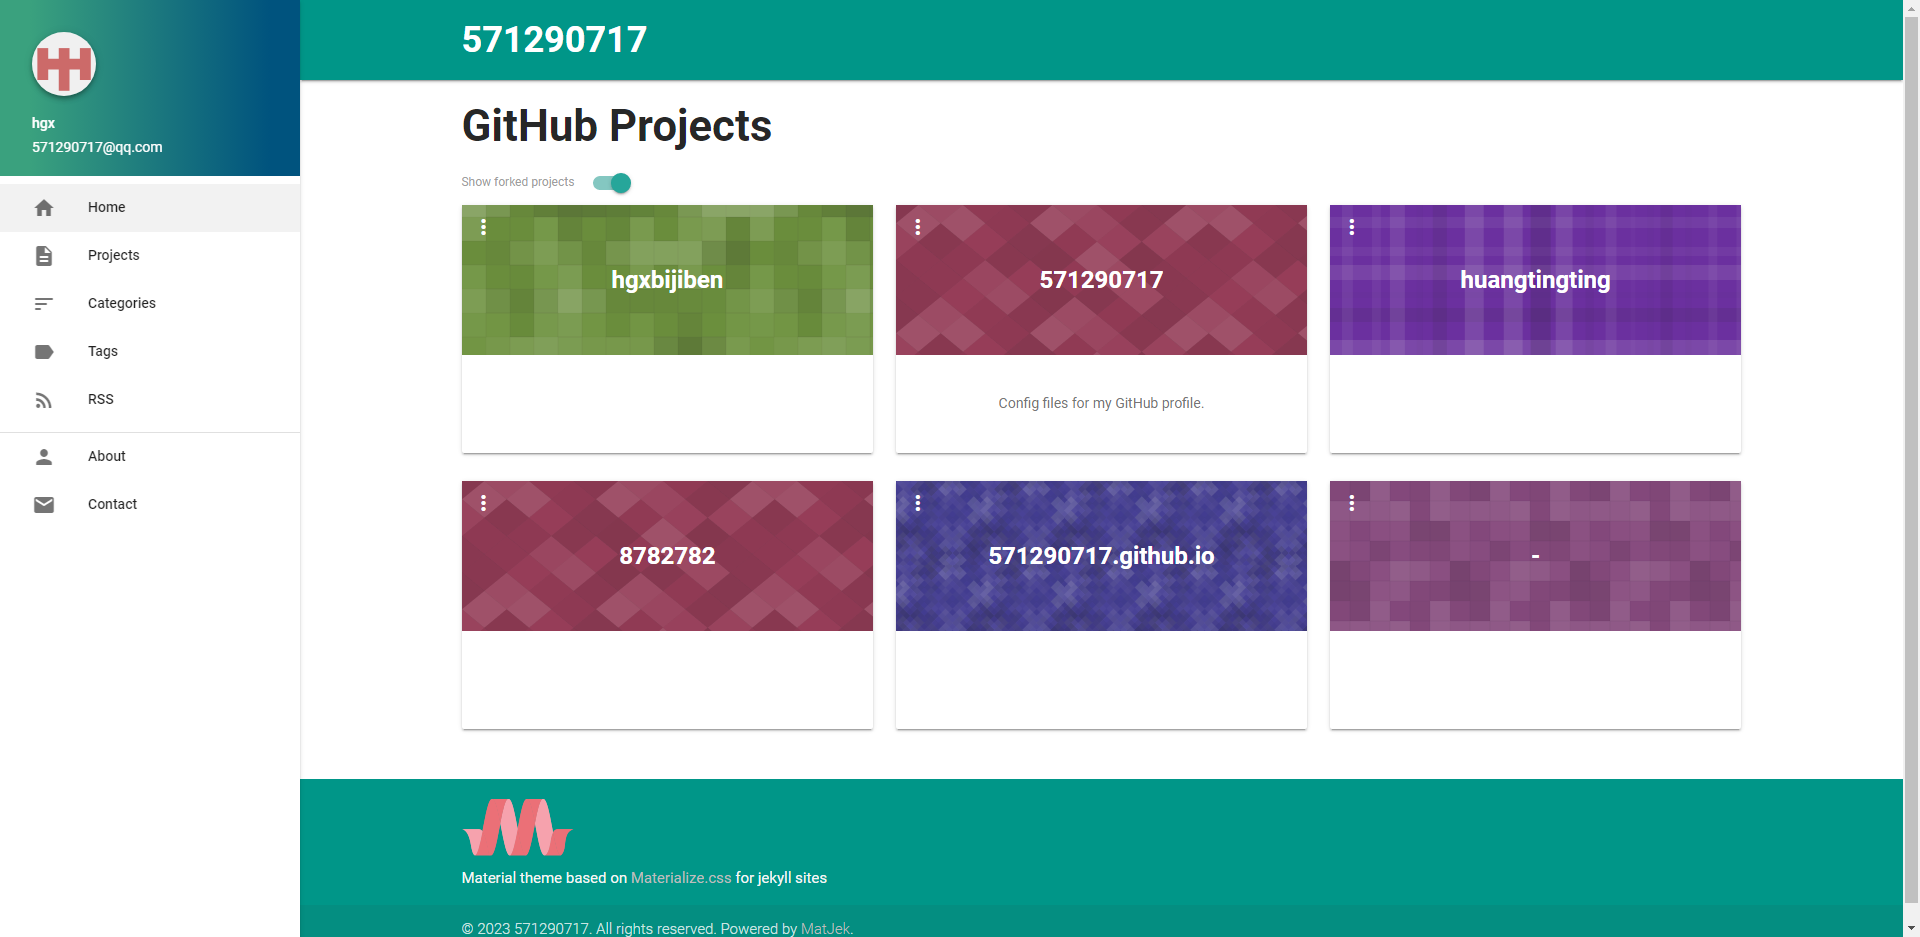 hgx
571290717@qq.com
Home
Projects
Categories
Tags
RSS
About
Contact
571290717
GitHub Projects
Show forked projects
hgxbijiben
571290717
Config files for my GitHub profile.
huangtingting
8782782
571290717.github.io
-
Material theme based on Materialize.css for jekyll sites
© 2023 571290717. All rights reserved. Powered by MatJek.